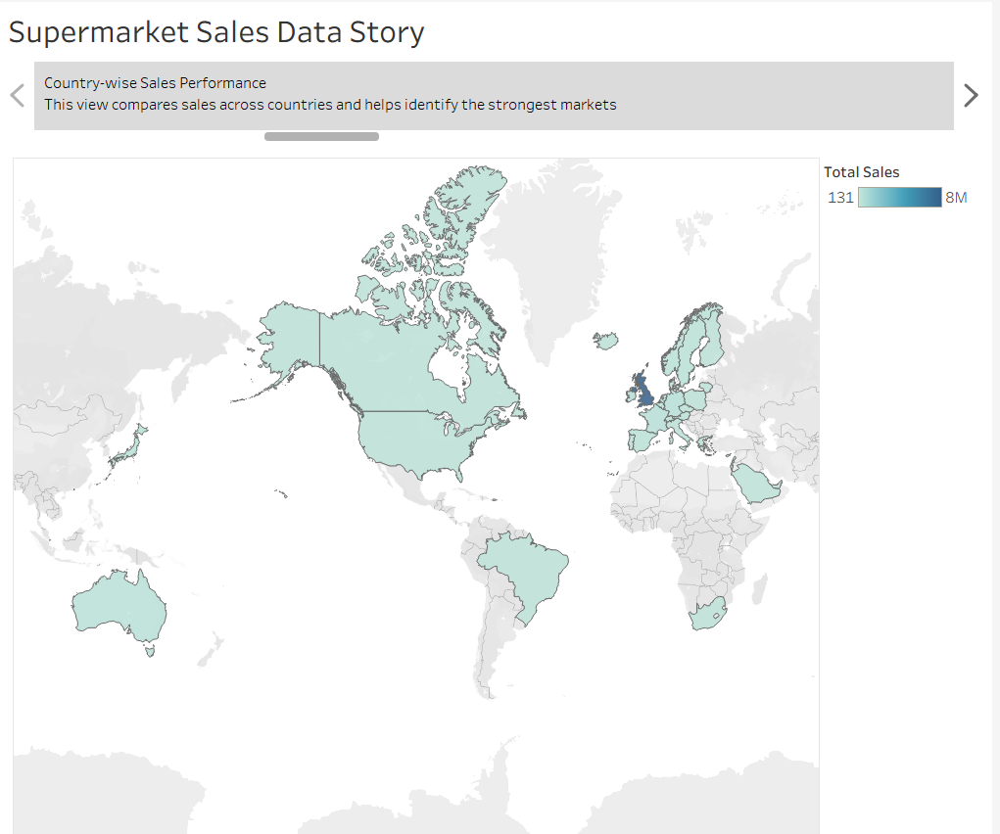 Supermarket Sales Data Story
Country-wise Sales Performance
This view compares sales across countries and helps identify the strongest markets
Total Sales
131 8M